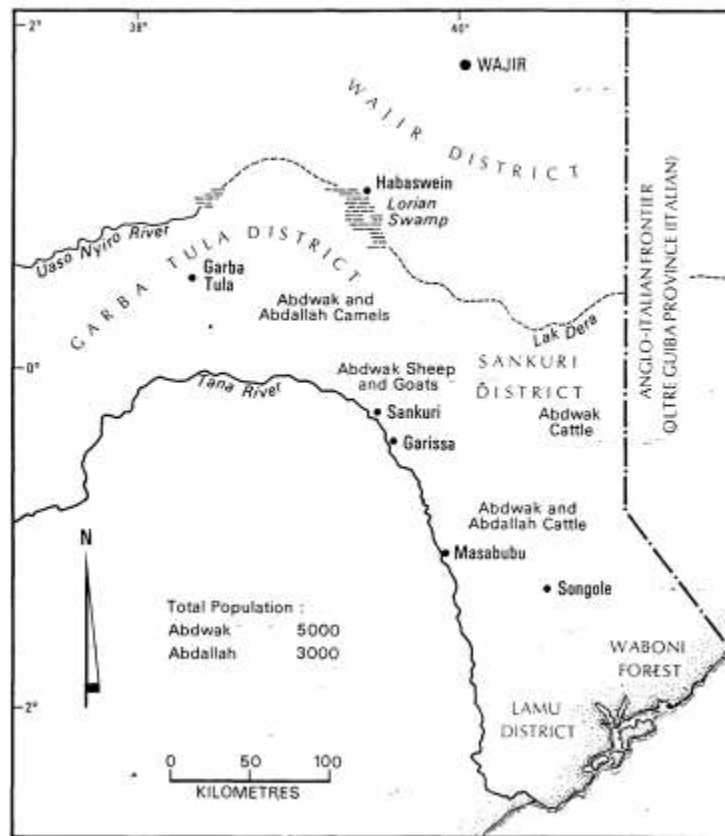 2°
38°
40°
WAJIR
WAJIR DISTRICT
Habaswein
Lorian
Swamp
Uaso Nyiro River
GARBA TULA DISTRICT
Garba
Tula
Abdwak and
Abdallah Camels
Lak Dera
ANGLO-ITALIAN FRONTIER
OLTRE GUIBA PROVINCE (ITALIAN)
0°
Tana River
Abdwak Sheep
and Goats
SANKURI
DISTRICT
Sankuri
Abdwak
Cattle
Garissa
Abdwak and
Abdallah Cattle
N
Masabubu
Songole
Total Population :
Abdwak 5000
Abdallah 3000
WABONI
FOREST
2°
LAMU
DISTRICT
0 50 100
KILOMETRES